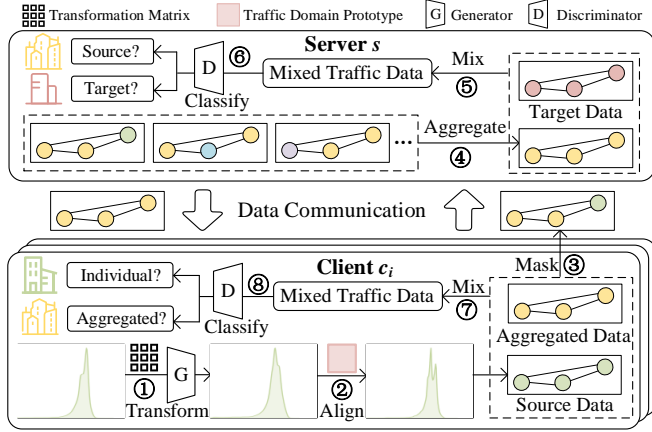 Transformation Matrix Traffic Domain Prototype G Generator D Discriminator
Server s
Source?
Target?
D
Classify
⑥
Mixed Traffic Data
Mix
⑤
Target Data
...
Aggregate
④
Data Communication
Client cᵢ
Mask ③
Individual?
Aggregated?
D
Classify
⑧
Mixed Traffic Data
Mix
⑦
Aggregated Data
①
Transform
G
②
Align
Source Data